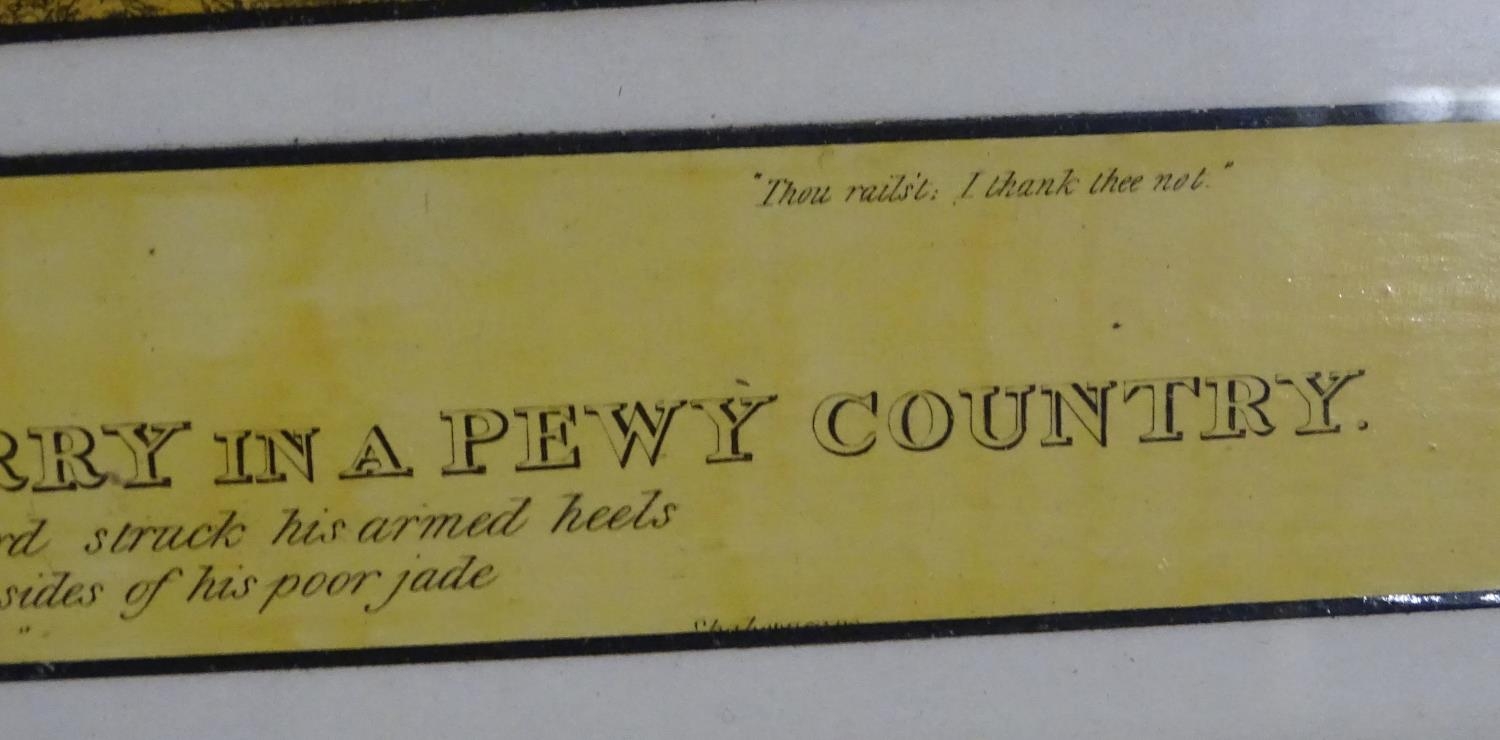 "Thou rails't: I thank thee not."
RRY IN A PEWY COUNTRY.
rd struck his armed heels
sides of his poor jade
"